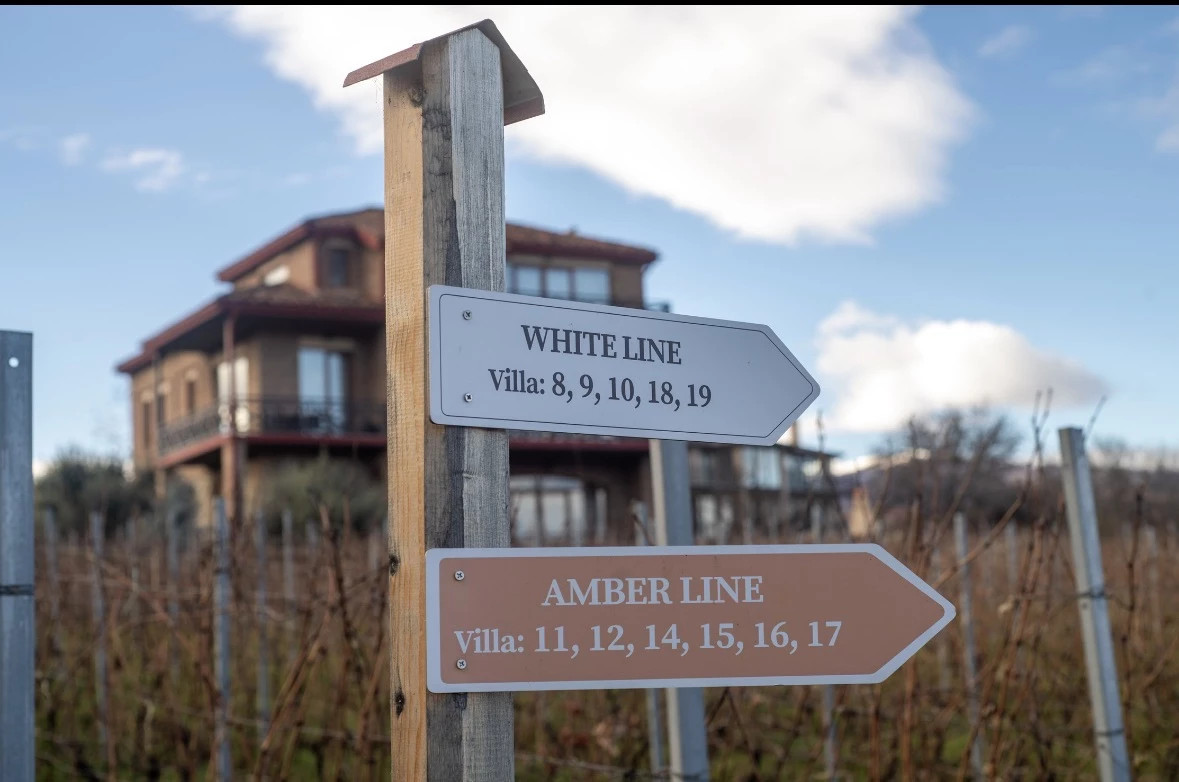 WHITE LINE
Villa: 8, 9, 10, 18, 19
AMBER LINE
Villa: 11, 12, 14, 15, 16, 17